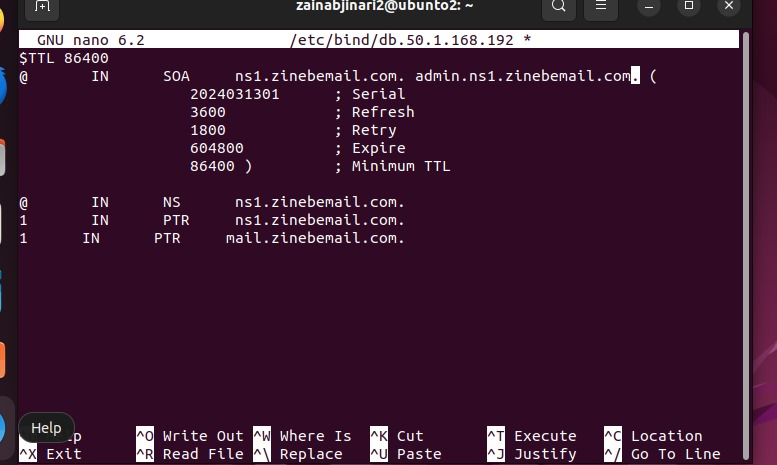 zainabjinari2@ubunto2: ~
GNU nano 6.2 /etc/bind/db.50.1.168.192 *
$TTL 86400
@ IN SOA ns1.zinebemail.com. admin.ns1.zinebemail.com. (
2024031301 ; Serial
3600 ; Refresh
1800 ; Retry
604800 ; Expire
86400 ) ; Minimum TTL
@ IN NS ns1.zinebemail.com.
1 IN PTR ns1.zinebemail.com.
1 IN PTR mail.zinebemail.com.
Help
^O Write Out ^W Where Is ^K Cut ^T Execute ^C Location
^X Exit ^R Read File ^\ Replace ^U Paste ^J Justify ^/ Go To Line